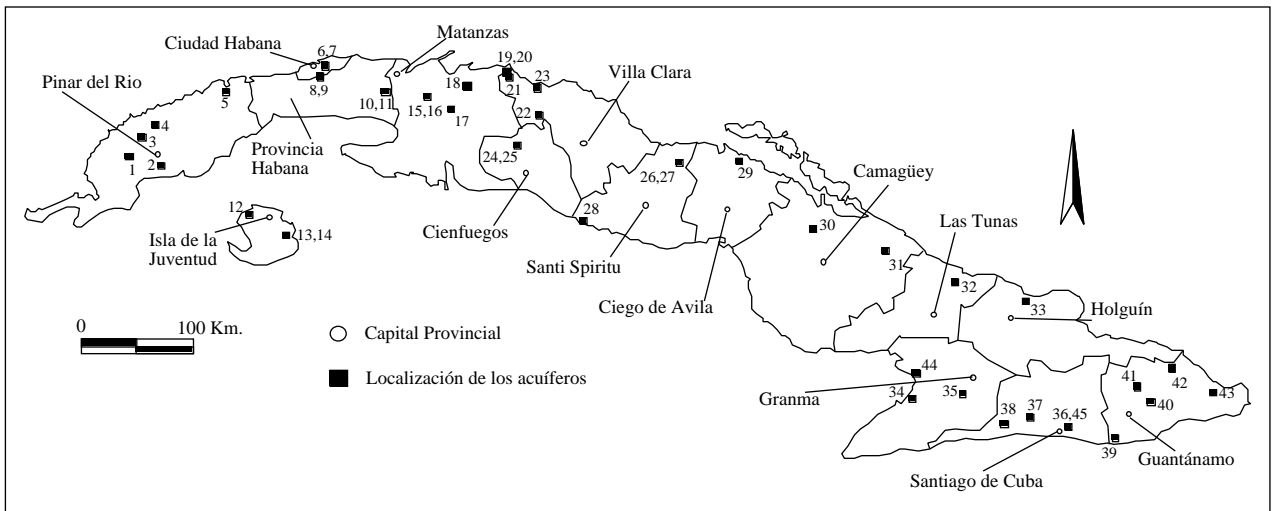 Ciudad Habana
6,7
Matanzas
Pinar del Rio
8,9
5
4
3
1
2
Provincia
Habana
10,11
15,16
18
17
19,20
21
23
22
Villa Clara
24,25
26,27
29
12
13,14
Isla de la
Juventud
28
Cienfuegos
Santi Spiritu
Ciego de Avila
Camagüey
30
31
Las Tunas
32
33
Holguín
0
100 Km.
Capital Provincial
Localización de los acuíferos
44
34
35
Granma
38
37
36,45
41
42
40
43
39
Santiago de Cuba
Guantánamo